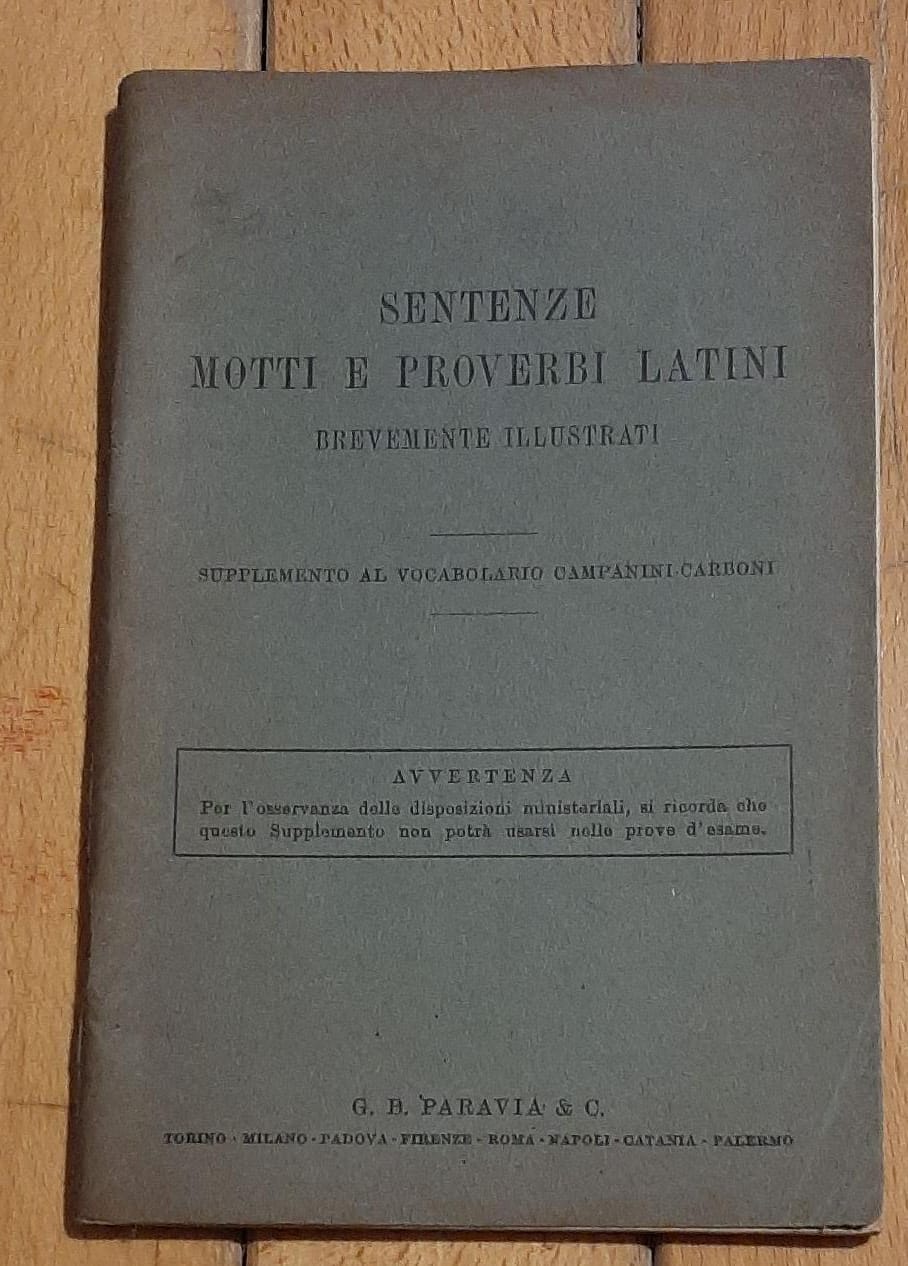 SENTENZE
MOTTI E PROVERBI LATINI
BREVEMENTE ILLUSTRATI
SUPPLEMENTO AL VOCABOLARIO CAMPANINI-CARBONI
AVVERTENZA
Per l'osservanza delle disposizioni ministeriali, si ricorda che
questo Supplemento non potrà usarsi nelle prove d'esame.
G. B. PARAVIA & C.
TORINO - MILANO - PADOVA - FIRENZE - ROMA - NAPOLI - CATANIA - PALERMO